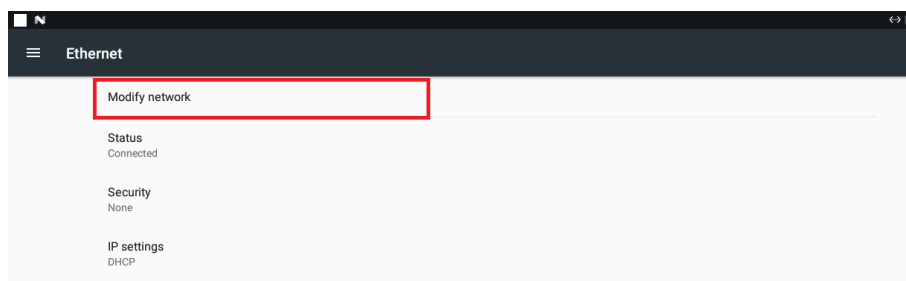 Ethernet
Modify network
Status
Connected
Security
None
IP settings
DHCP